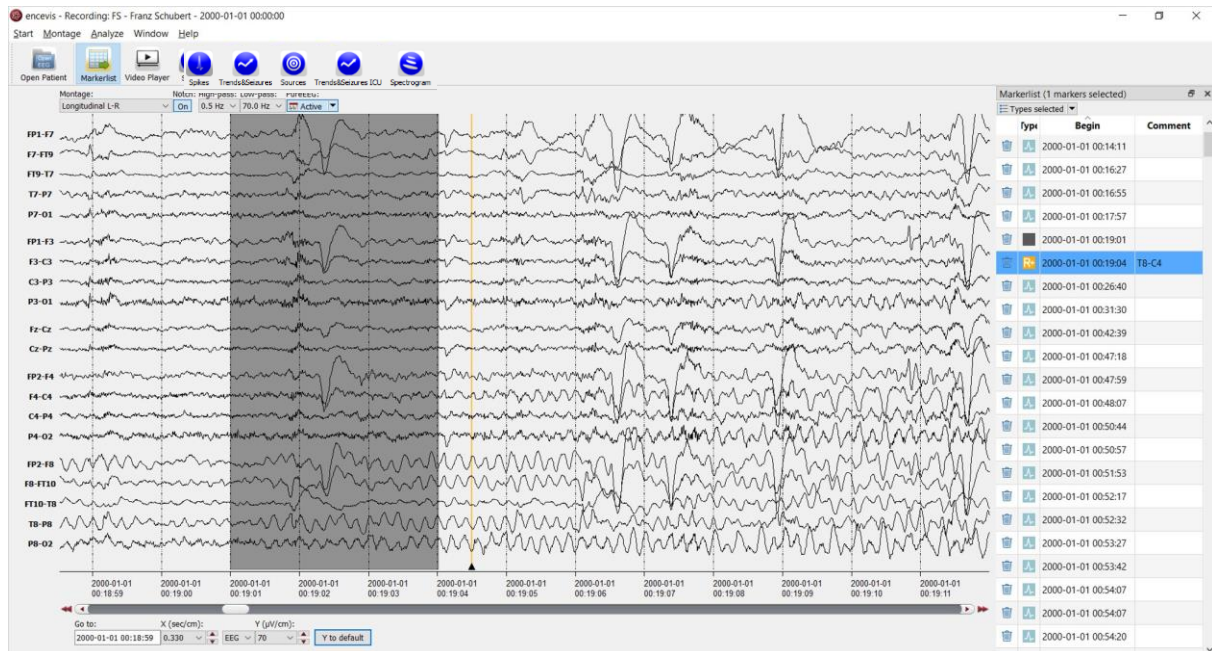 encevis - Recording: FS - Franz Schubert - 2000-01-01 00:00:00
Start Montage Analyze Window Help
Open Patient Markerlist Video Player Spikes Trends&Seizures Sources Trends&Seizures ICU Spectrogram
Montage: Notch: High-pass: Low-pass: PureEEG:
Longitudinal L-R On 0.5 Hz 70.0 Hz Active
FP1-F7
F7-FT9
FT9-T7
T7-P7
P7-O1
FP1-F3
F3-C3
C3-P3
P3-O1
Fz-Cz
Cz-Pz
FP2-F4
F4-C4
C4-P4
P4-O2
FP2-F8
F8-FT10
FT10-T8
T8-P8
P8-O2
2000-01-01 2000-01-01 2000-01-01 2000-01-01 2000-01-01 2000-01-01 2000-01-01 2000-01-01 2000-01-01 2000-01-01 2000-01-01 2000-01-01 2000-01-01
00:18:59 00:19:00 00:19:01 00:19:02 00:19:03 00:19:04 00:19:05 00:19:06 00:19:07 00:19:08 00:19:09 00:19:10 00:19:11
Go to: X (sec/cm): Y (µV/cm):
2000-01-01 00:18:59 0.330 EEG 70 Y to default
Markerlist (1 markers selected)
Types selected
Type Begin Comment
2000-01-01 00:14:11
2000-01-01 00:16:27
2000-01-01 00:16:55
2000-01-01 00:17:57
2000-01-01 00:19:01
R+ 2000-01-01 00:19:04 T8-C4
2000-01-01 00:26:40
2000-01-01 00:31:30
2000-01-01 00:42:39
2000-01-01 00:47:18
2000-01-01 00:47:59
2000-01-01 00:48:07
2000-01-01 00:50:44
2000-01-01 00:50:57
2000-01-01 00:51:53
2000-01-01 00:52:17
2000-01-01 00:52:32
2000-01-01 00:53:27
2000-01-01 00:53:42
2000-01-01 00:54:07
2000-01-01 00:54:07
2000-01-01 00:54:20